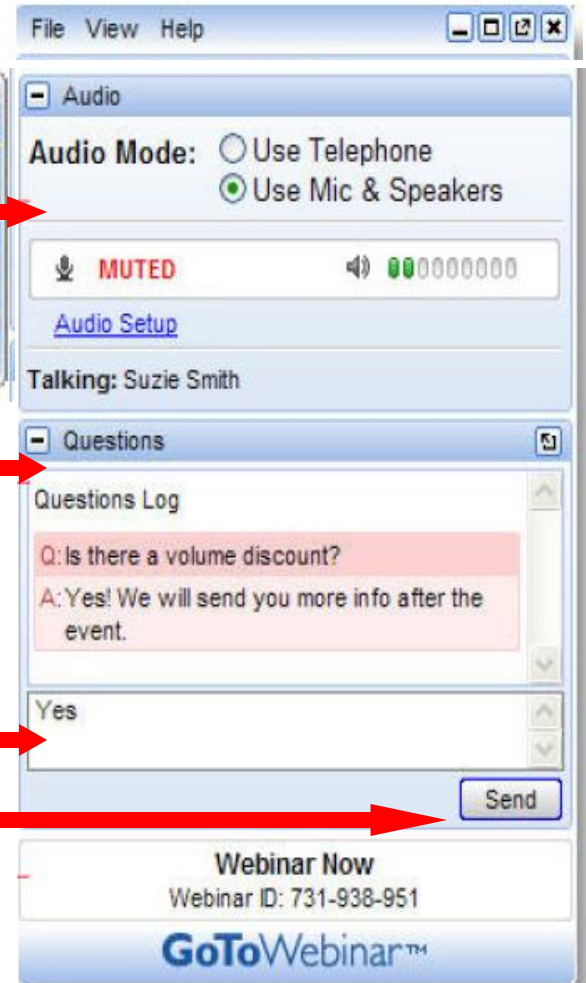 File View Help
Audio
Audio Mode: Use Telephone
Use Mic & Speakers
MUTED
Audio Setup
Talking: Suzie Smith
Questions
Questions Log
Q: Is there a volume discount?
A: Yes! We will send you more info after the
event.
Yes
Send
Webinar Now
Webinar ID: 731-938-951
GoToWebinar™